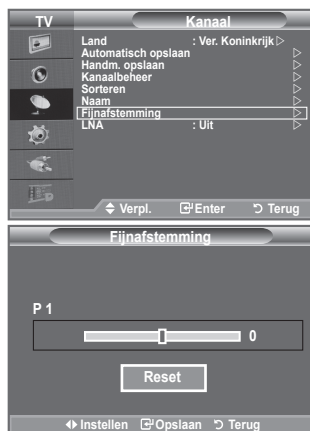 TV Kanaal
Land : Ver. Koninkrijk
Automatisch opslaan
Handm. opslaan
Kanaalbeheer
Sorteren
Naam
Fijnafstemming
LNA : Uit
Verpl. Enter Terug
Fijnafstemming
P 1
0
Reset
Instellen Opslaan Terug